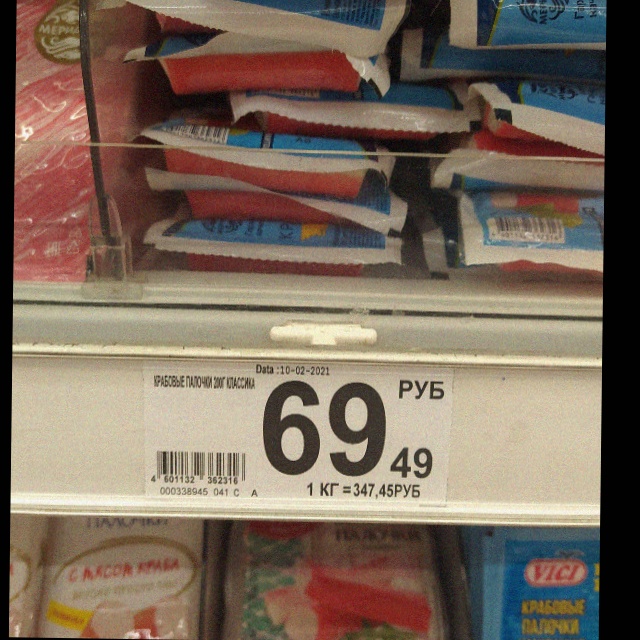 Data :10-02-2021
КРАБОВЫЕ ПАЛОЧКИ 200Г КЛАССИКА
69 49 РУБ
4 601132 362316
000338945 041 С А
1 КГ =347,45РУБ
ПАЛОЧКИ
С МЯСОМ КРАБА
VICI
КРАБОВЫЕ
ПАЛОЧКИ